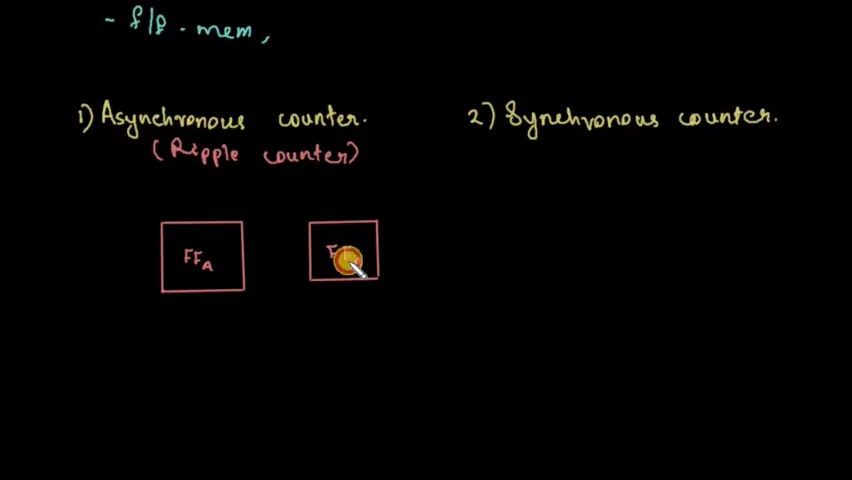 - f/f - mem,
1) Asynchronous counter.
2) Synchronous counter.
(Ripple counter)
FFA